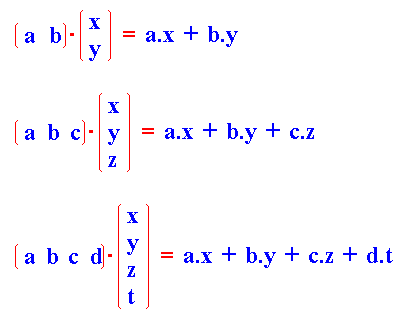 (a b)·(x y) = a.x + b.y
(a b c)·(x y z) = a.x + b.y + c.z
(a b c d)·(x y z t) = a.x + b.y + c.z + d.t